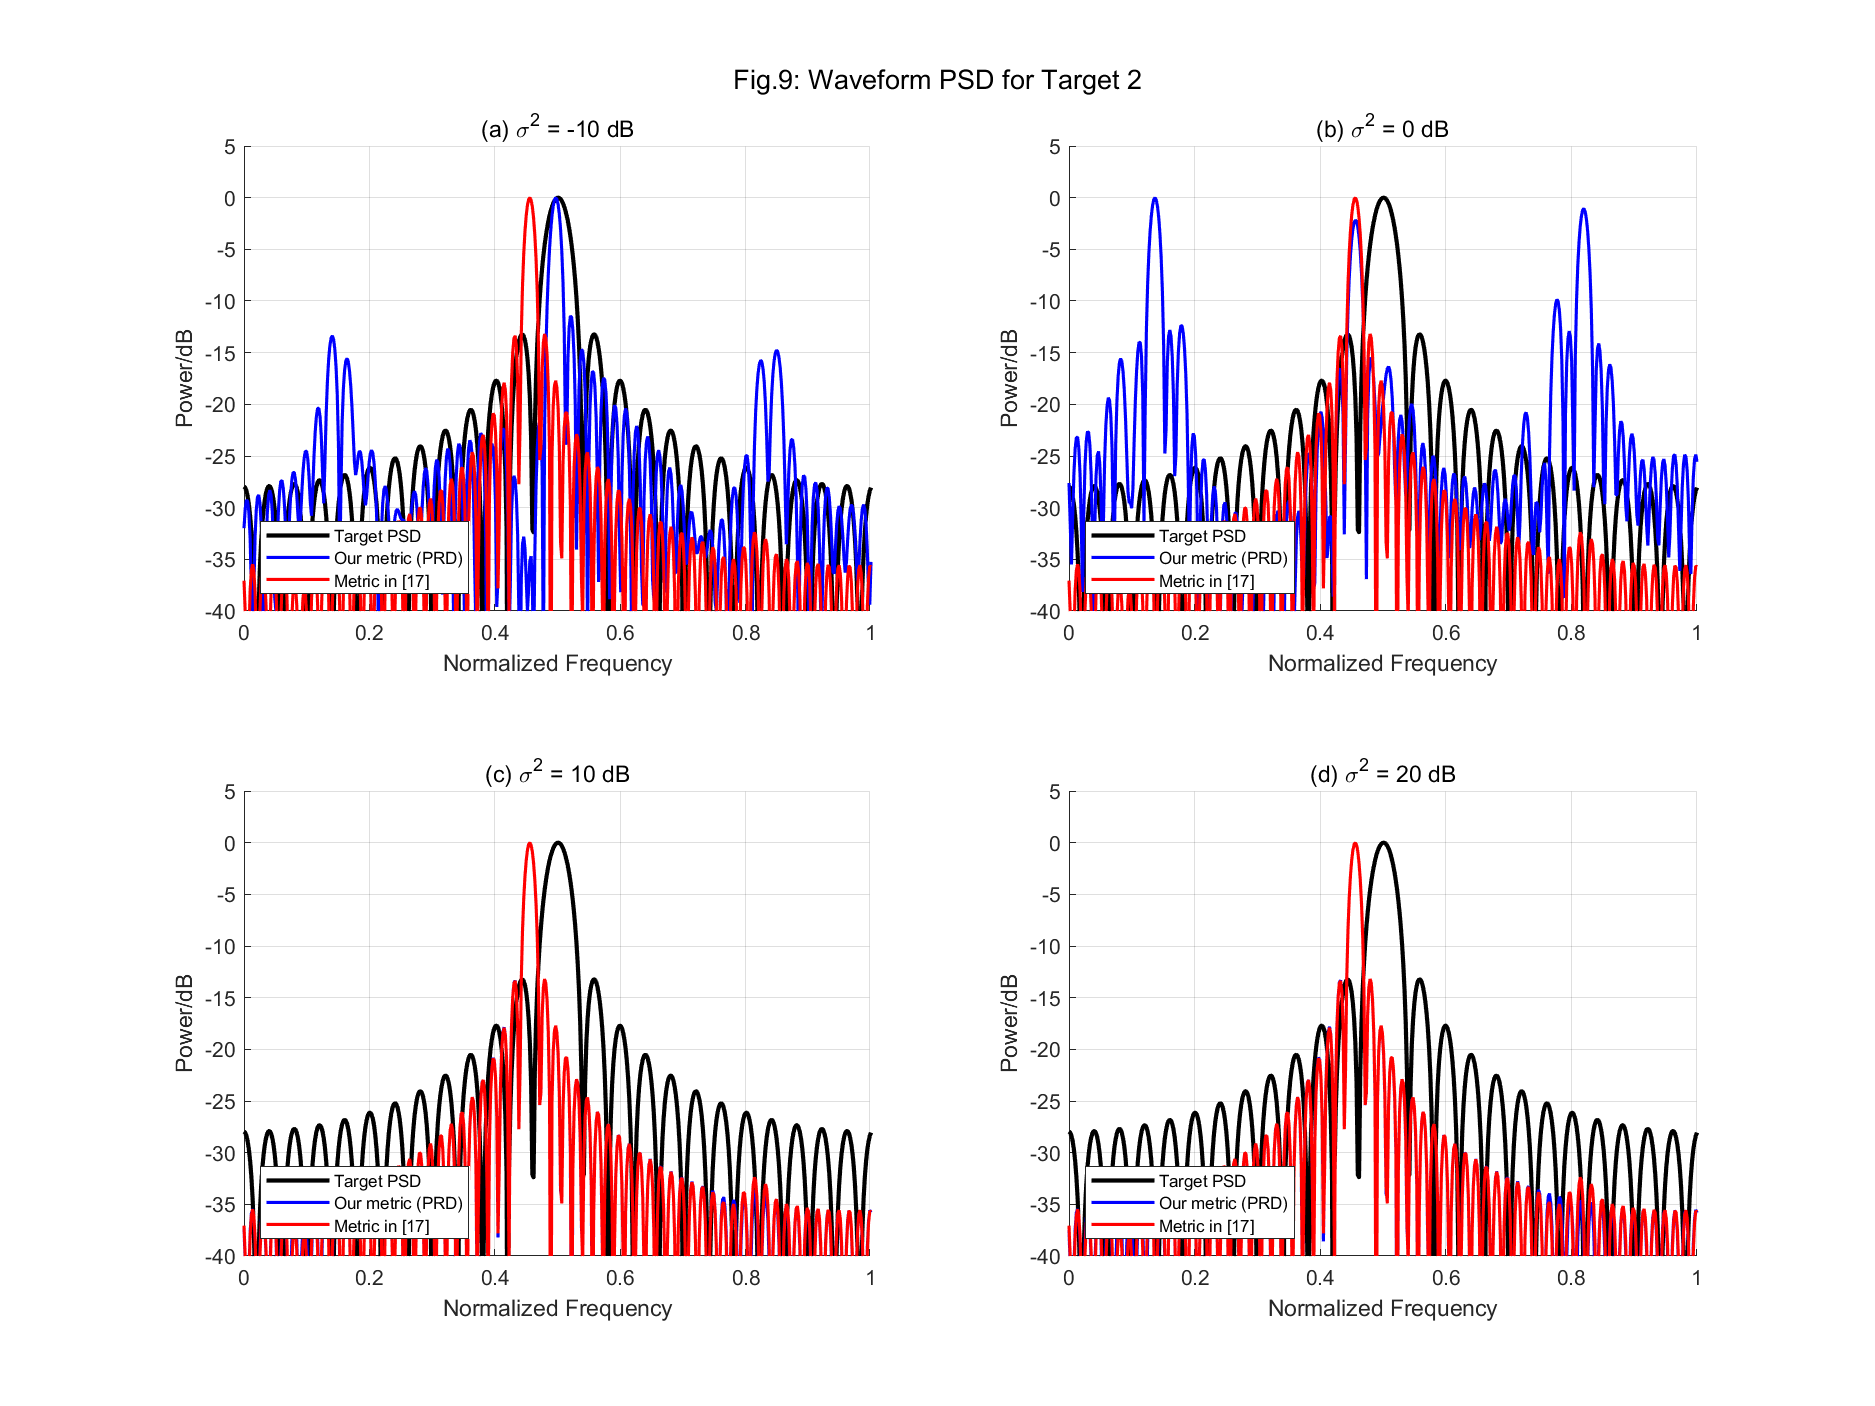 Fig.9: Waveform PSD for Target 2
(a) σ² = -10 dB
5
0
-5
-10
-15
-20
-25
-30
-35
-40
Power/dB
Target PSD
Our metric (PRD)
Metric in [17]
0 0.2 0.4 0.6 0.8 1
Normalized Frequency
(b) σ² = 0 dB
5
0
-5
-10
-15
-20
-25
-30
-35
-40
Power/dB
Target PSD
Our metric (PRD)
Metric in [17]
0 0.2 0.4 0.6 0.8 1
Normalized Frequency
(c) σ² = 10 dB
5
0
-5
-10
-15
-20
-25
-30
-35
-40
Power/dB
Target PSD
Our metric (PRD)
Metric in [17]
0 0.2 0.4 0.6 0.8 1
Normalized Frequency
(d) σ² = 20 dB
5
0
-5
-10
-15
-20
-25
-30
-35
-40
Power/dB
Target PSD
Our metric (PRD)
Metric in [17]
0 0.2 0.4 0.6 0.8 1
Normalized Frequency